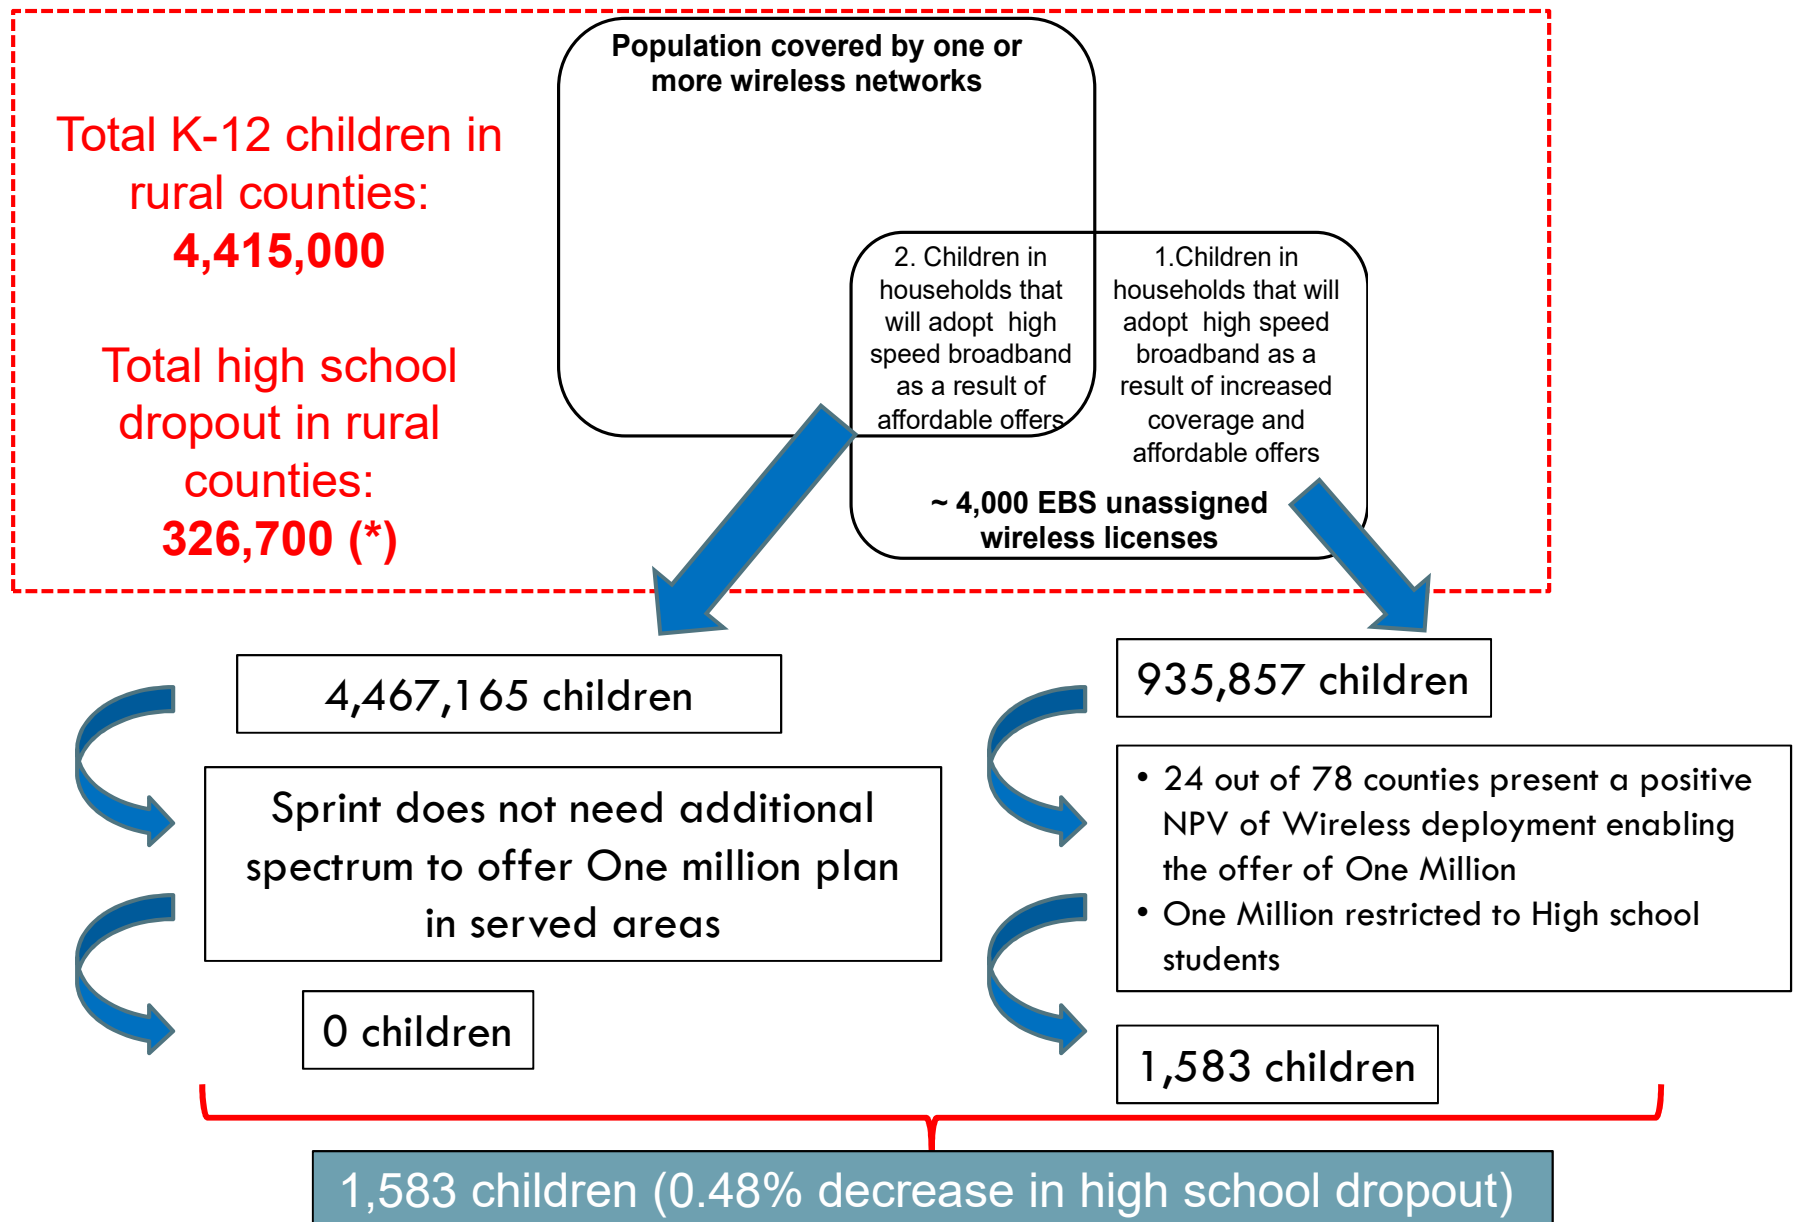 Population covered by one or
more wireless networks
Total K-12 children in
rural counties:
4,415,000
Total high school
dropout in rural
counties:
326,700 (*)
2. Children in
households that
will adopt  high
speed broadband
as a result of
affordable offers
1.Children in
households that will
adopt  high speed
broadband as a
result of increased
coverage and
affordable offers
~ 4,000 EBS unassigned
wireless licenses
4,467,165 children
Sprint does not need additional
spectrum to offer One million plan
in served areas
0 children
935,857 children
• 24 out of 78 counties present a positive
NPV of Wireless deployment enabling
the offer of One Million
• One Million restricted to High school
students
1,583 children
1,583 children (0.48% decrease in high school dropout)